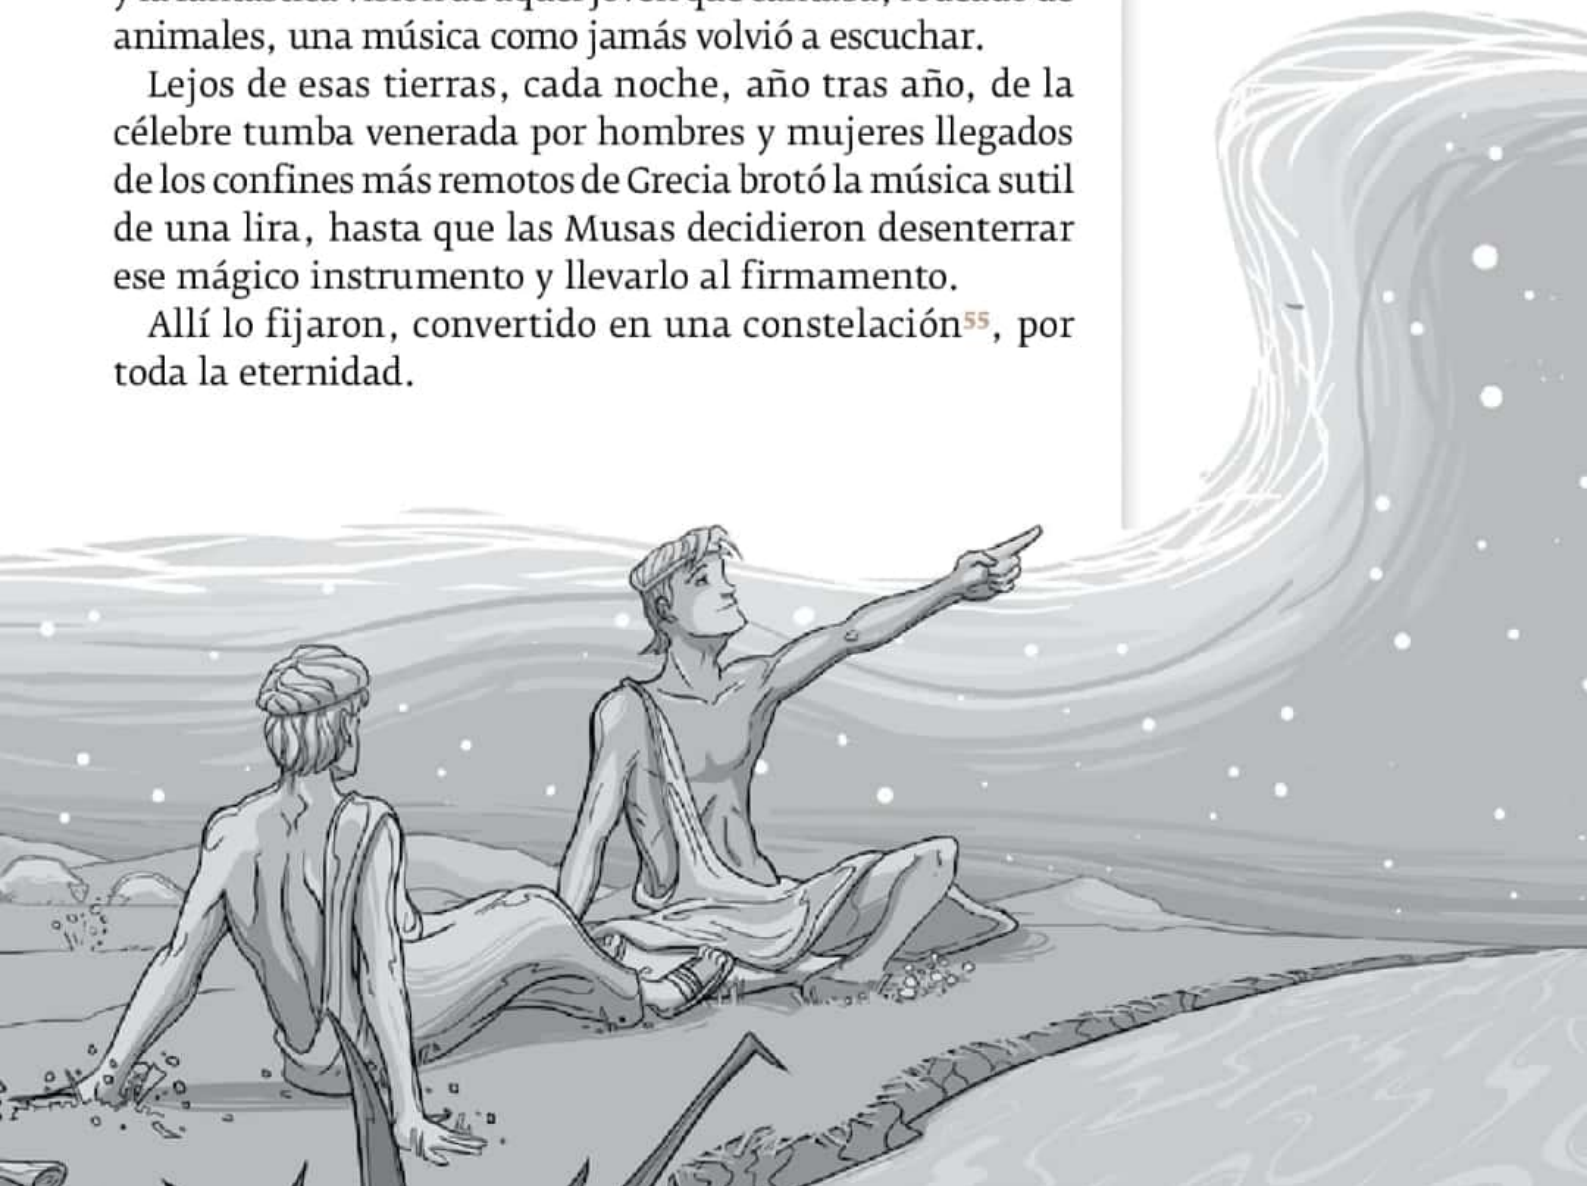 animales, una música como jamás volvió a escuchar.
Lejos de esas tierras, cada noche, año tras año, de la
célebre tumba venerada por hombres y mujeres llegados
de los confines más remotos de Grecia brotó la música sutil
de una lira, hasta que las Musas decidieron desenterrar
ese mágico instrumento y llevarlo al firmamento.
Allí lo fijaron, convertido en una constelación55, por
toda la eternidad.